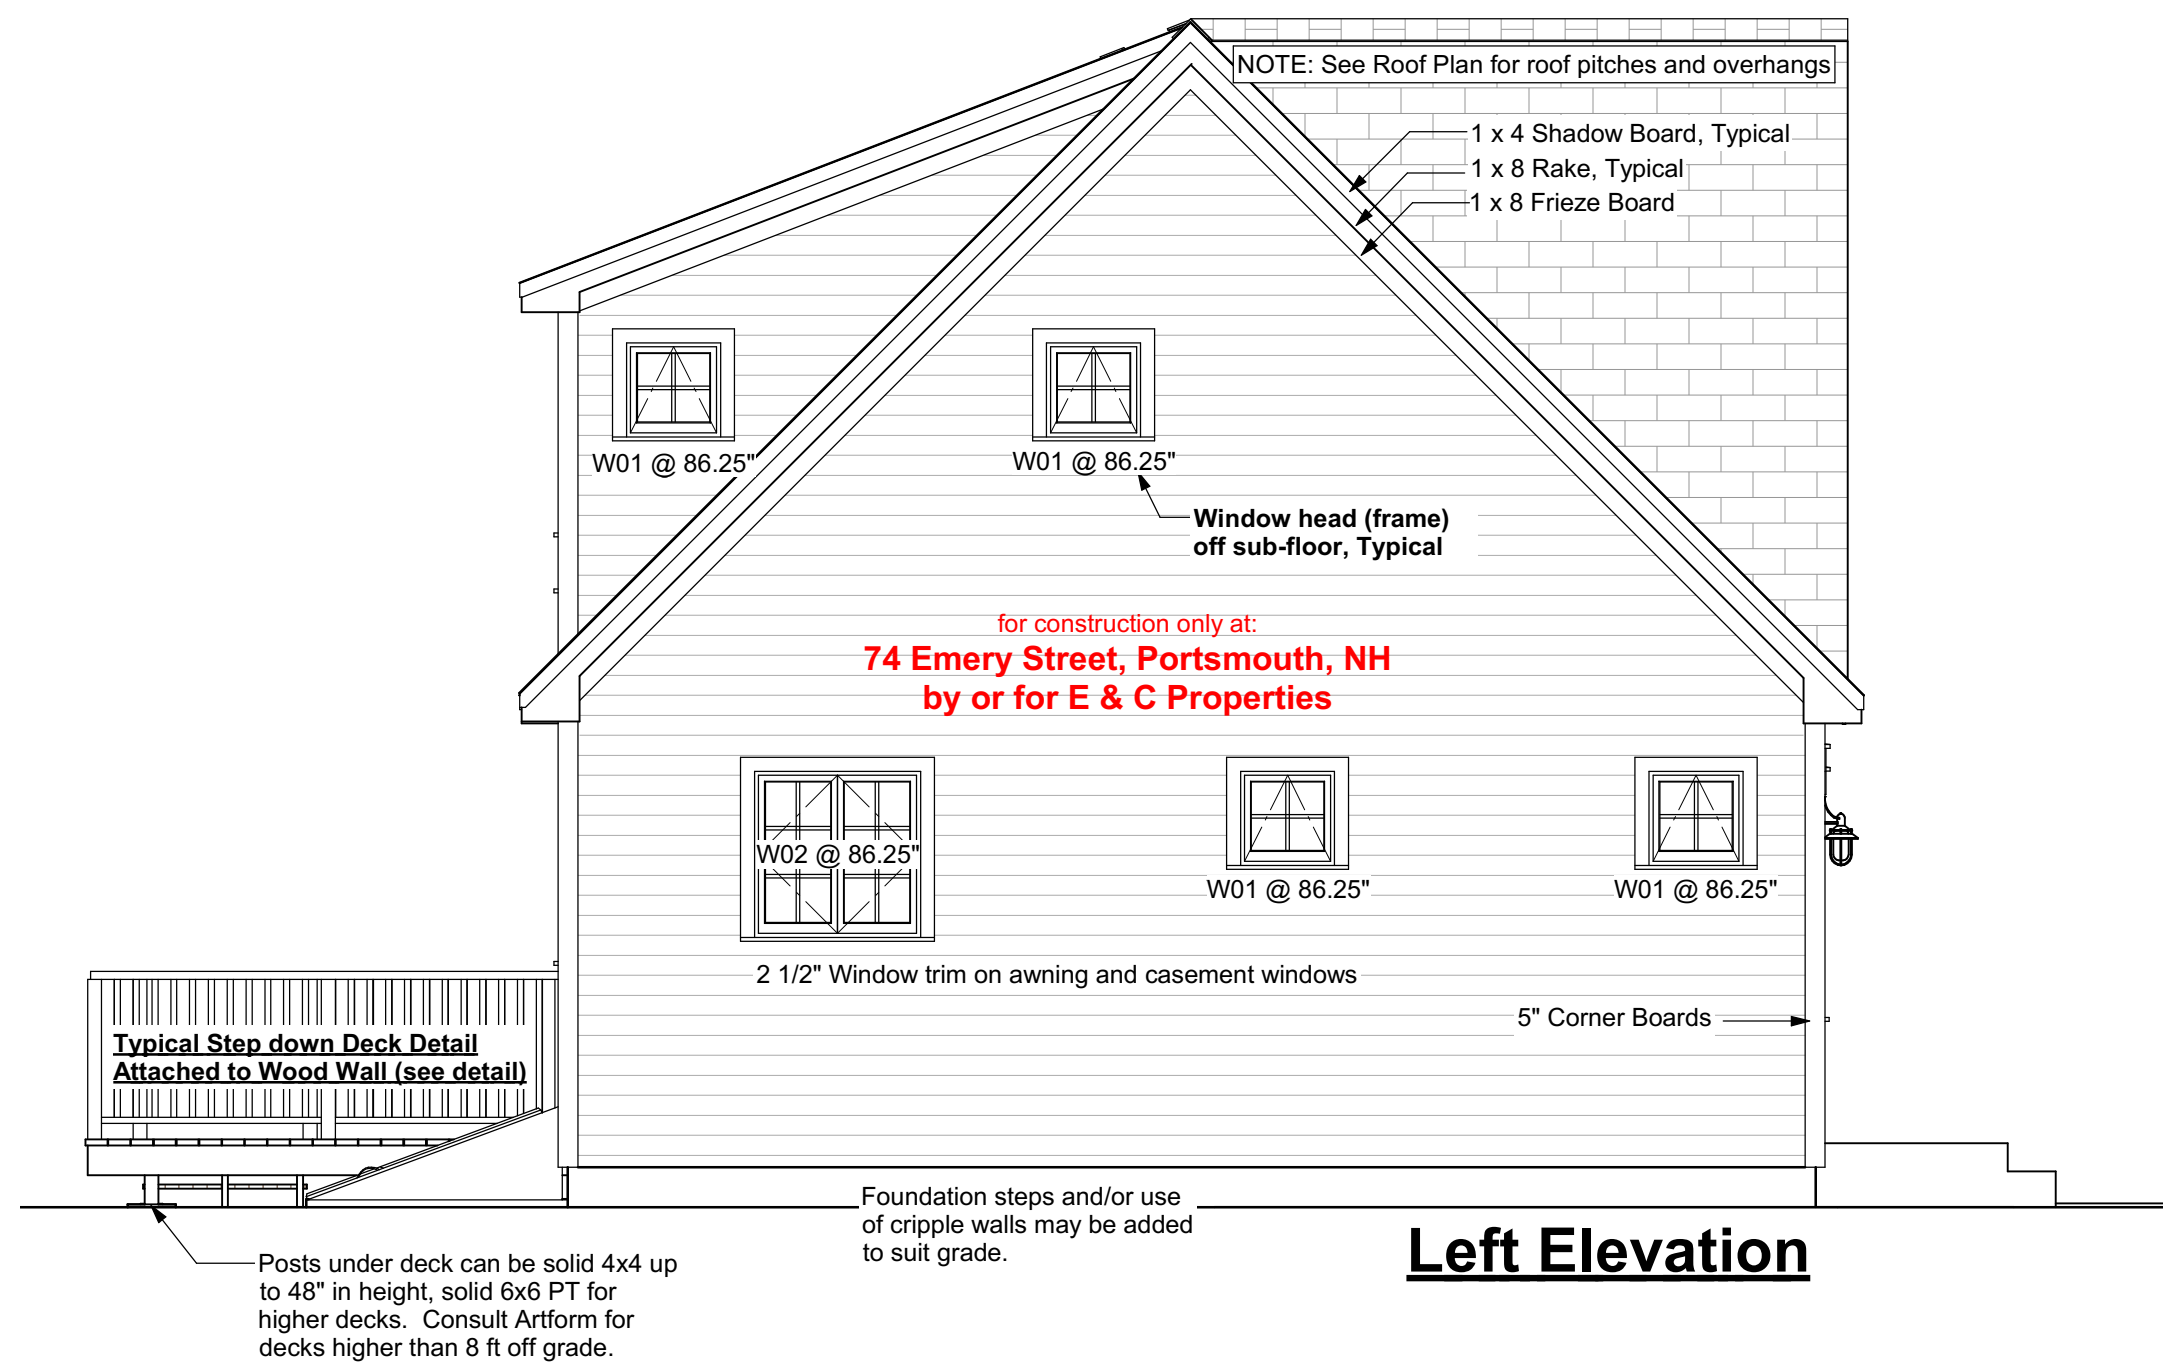 NOTE: See Roof Plan for roof pitches and overhangs
1 x 4 Shadow Board, Typical
1 x 8 Rake, Typical
1 x 8 Frieze Board
W01 @ 86.25"
W01 @ 86.25"
Window head (frame)
off sub-floor, Typical
for construction only at:
74 Emery Street, Portsmouth, NH
by or for E & C Properties
W02 @ 86.25"
W01 @ 86.25"
W01 @ 86.25"
2 1/2" Window trim on awning and casement windows
5" Corner Boards
Typical Step down Deck Detail
Attached to Wood Wall (see detail)
Foundation steps and/or use
of cripple walls may be added
to suit grade.
Left Elevation
Posts under deck can be solid 4x4 up
to 48" in height, solid 6x6 PT for
higher decks.  Consult Artform for
decks higher than 8 ft off grade.